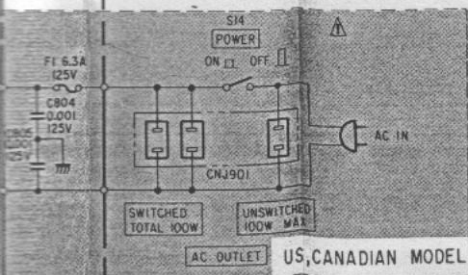 S14
POWER
ON OFF
F1 6.3A
125V
C804
0.001
125V
AC IN
CNJ901
SWITCHED
TOTAL 100W
UNSWITCHED
100W MAX
AC OUTLET
US,CANADIAN MODEL